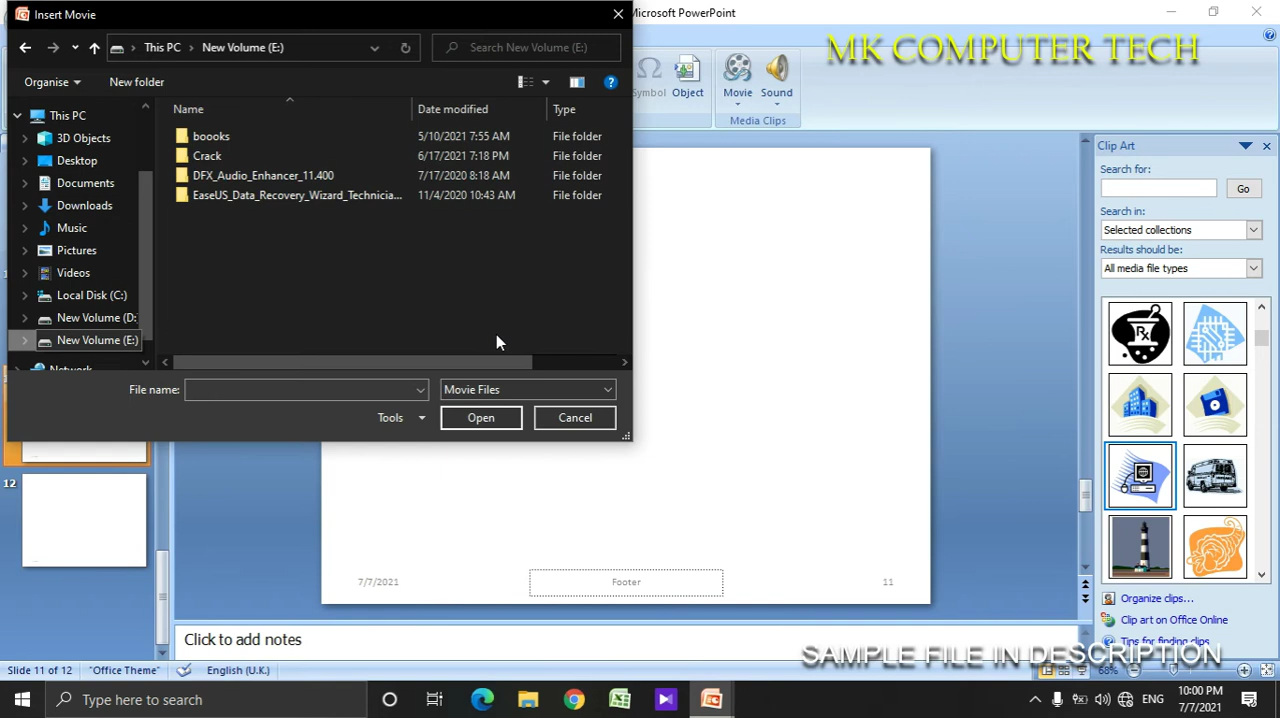 Insert Movie
Microsoft PowerPoint
This PC
New Volume (E:)
Search New Volume (E:)
MK COMPUTER TECH
Organise
New folder
Symbol
Object
Movie
Sound
Media Clips
This PC
3D Objects
Desktop
Documents
Downloads
Music
Pictures
Videos
Local Disk (C:)
New Volume (D:
New Volume (E:)
Network
Name
Date modified
Type
boooks
5/10/2021 7:55 AM
File folder
Crack
6/17/2021 7:18 PM
File folder
DFX_Audio_Enhancer_11.400
7/17/2020 8:18 AM
File folder
EaseUS_Data_Recovery_Wizard_Technicia...
11/4/2020 10:43 AM
File folder
File name:
Movie Files
Tools
Open
Cancel
Clip Art
Search for:
Go
Search in:
Selected collections
Results should be:
All media file types
Rx
Organize clips...
Clip art on Office Online
Tips for finding clips
12
7/7/2021
Footer
11
Click to add notes
SAMPLE FILE IN DESCRIPTION
Slide 11 of 12
"Office Theme"
English (U.K.)
68%
Type here to search
ENG
10:00 PM
7/7/2021